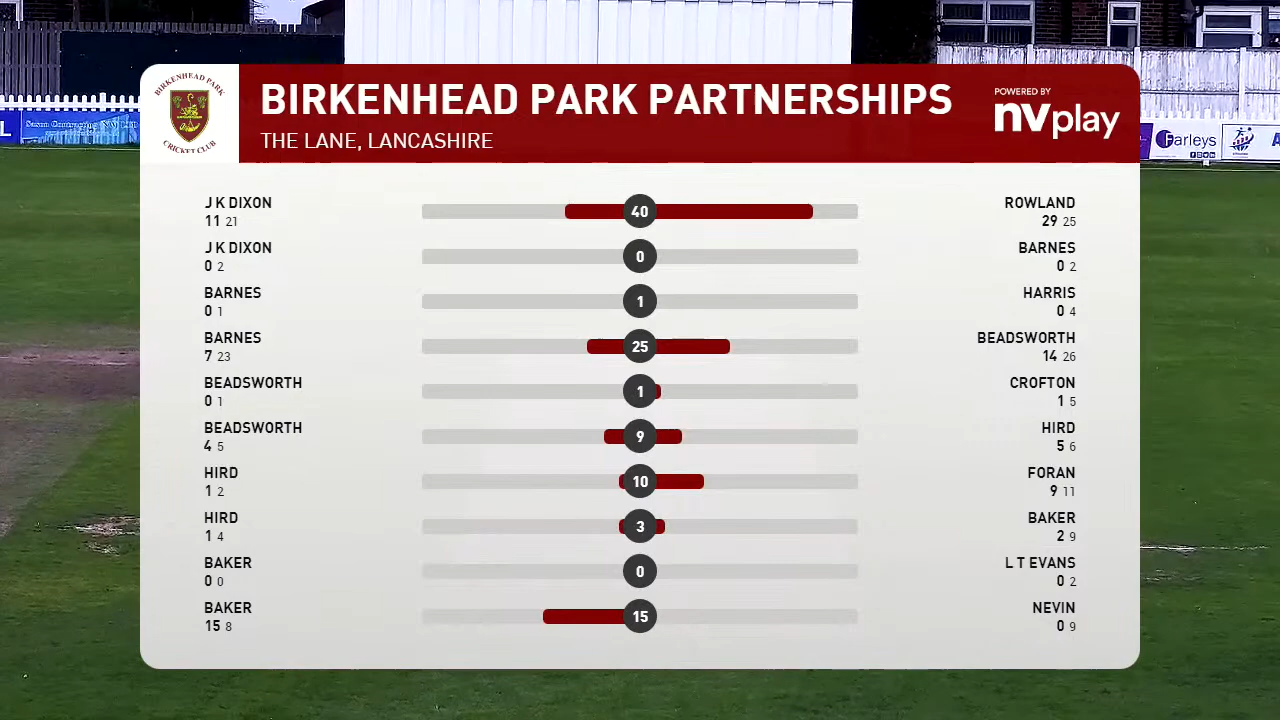 BIRKENHEAD PARK
CRICKET CLUB
BIRKENHEAD PARK PARTNERSHIPS
THE LANE, LANCASHIRE
POWERED BY
nvplay
J K DIXON 40 ROWLAND
11 21 29 25
J K DIXON 0 BARNES
0 2 0 2
BARNES 1 HARRIS
0 1 0 4
BARNES 25 BEADSWORTH
7 23 14 26
BEADSWORTH 1 CROFTON
0 1 1 5
BEADSWORTH 9 HIRD
4 5 5 6
HIRD 10 FORAN
1 2 9 11
HIRD 3 BAKER
1 4 2 9
BAKER 0 L T EVANS
0 0 0 2
BAKER 15 NEVIN
15 8 0 9
Farleys